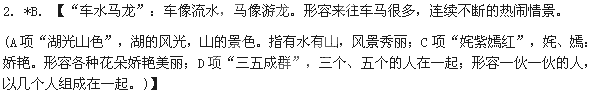 2. *B. 【“车水马龙”：车像流水，马像游龙。形容来往车马很多，连续不断的热闹情景。
(A 项“湖光山色”，湖的风光，山的景色。指有水有山，风景秀丽；C 项“姹紫嫣红”，姹、嫣：
娇艳。形容各种花朵娇艳美丽；D 项“三五成群”，三个、五个的人在一起；形容一伙一伙的人，
以几个人组成在一起。)】